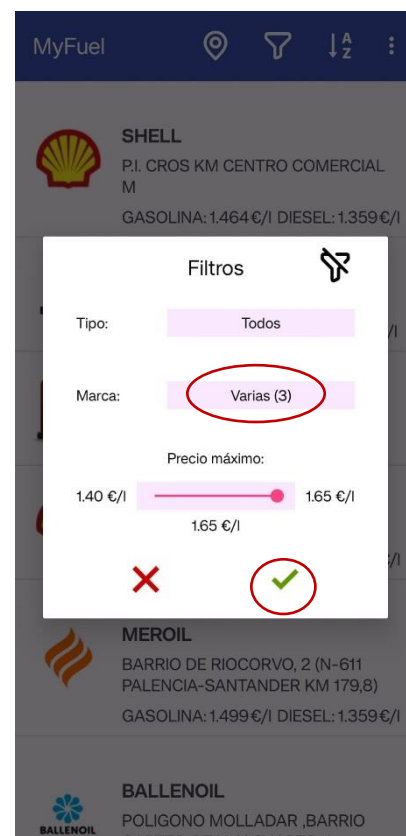 MyFuel
A
Z
SHELL
P.I. CROS KM CENTRO COMERCIAL
M
GASOLINA: 1.464€/l DIESEL: 1.359€/l
Filtros
Tipo: Todos
/l
Marca: Varias (3)
Precio máximo:
1.40 €/l 1.65 €/l
1.65 €/l
/l
MEROIL
BARRIO DE RIOCORVO, 2 (N-611
PALENCIA-SANTANDER KM 179,8)
GASOLINA: 1.499€/l DIESEL: 1.359€/l
BALLENOIL
BALLENOIL
POLIGONO MOLLADAR ,BARRIO